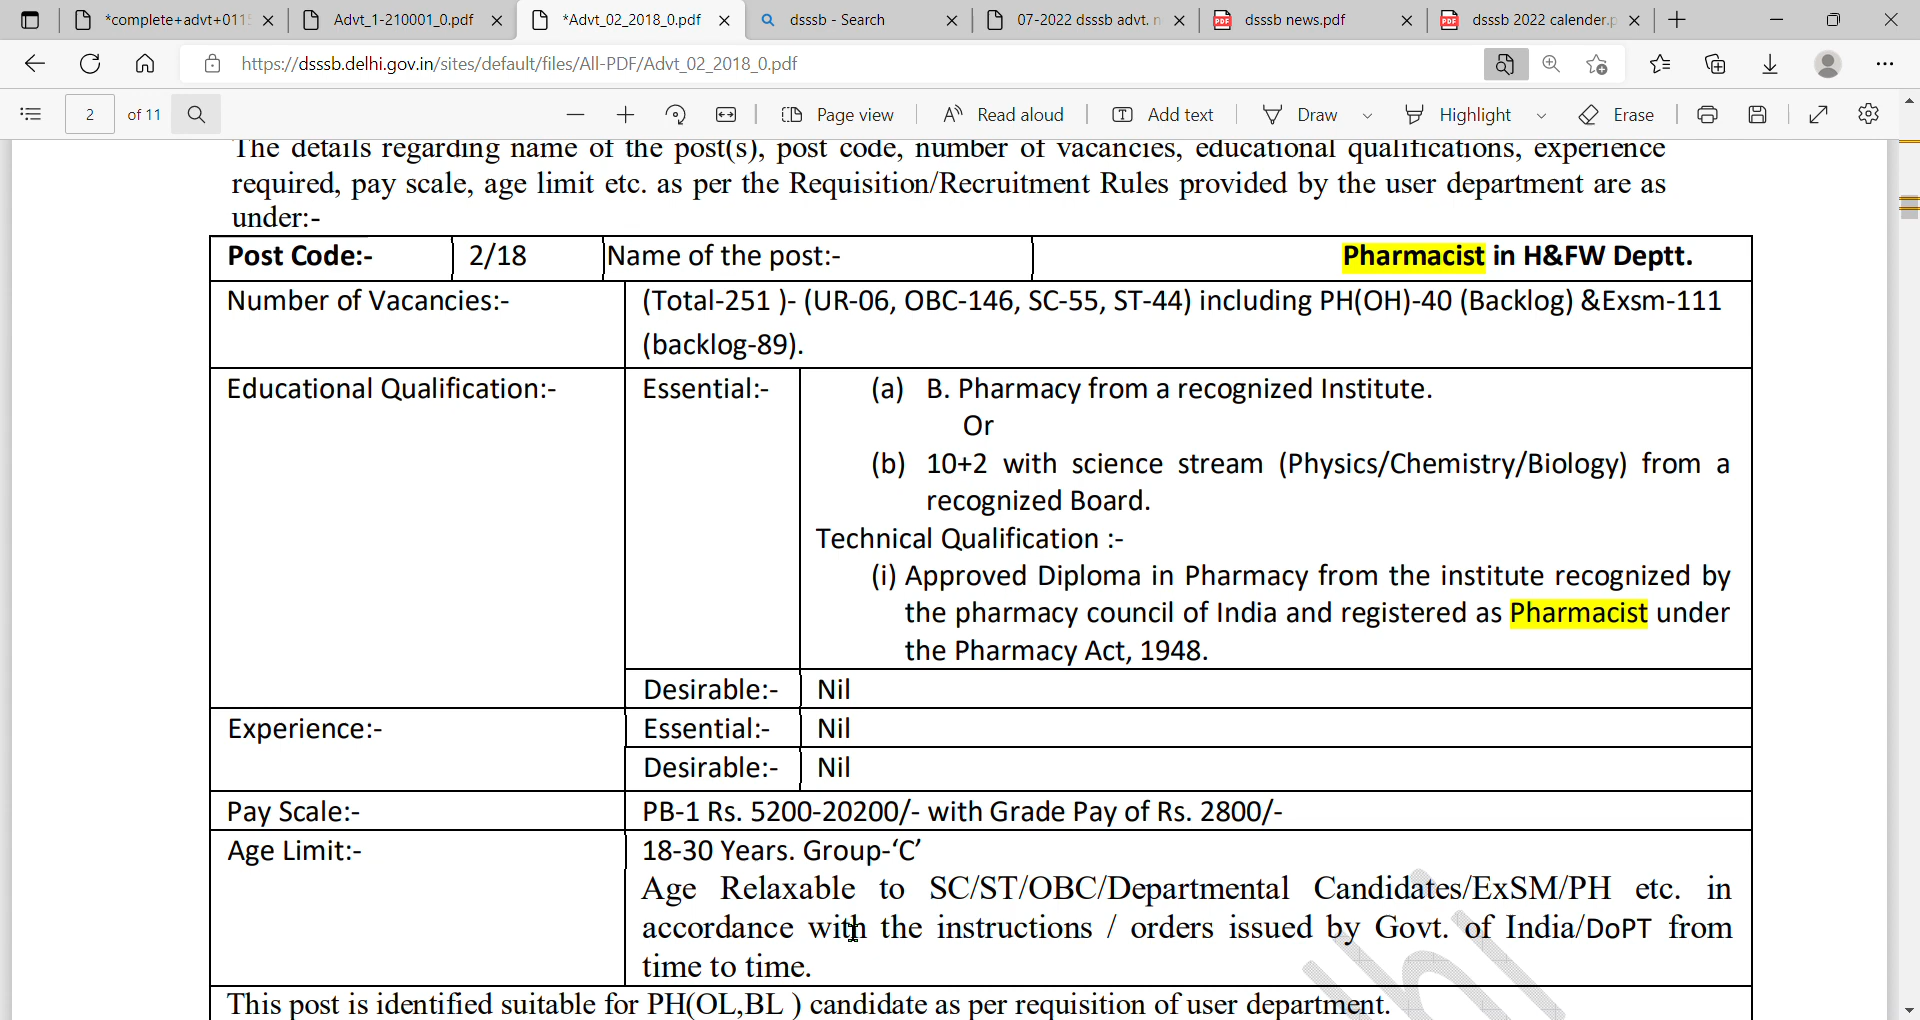 *complete+advt+011
Advt_1-210001_0.pdf
*Advt_02_2018_0.pdf
dsssb - Search
07-2022 dsssb advt. n
dsssb news.pdf
dsssb 2022 calender.p
https://dsssb.delhi.gov.in/sites/default/files/All-PDF/Advt_02_2018_0.pdf
2 of 11
Page view
Read aloud
Add text
Draw
Highlight
Erase
The details regarding name of the post(s), post code, number of vacancies, educational qualifications, experience
required, pay scale, age limit etc. as per the Requisition/Recruitment Rules provided by the user department are as
under:-
Post Code:- 2/18 Name of the post:- Pharmacist in H&FW Deptt.
Number of Vacancies:- (Total-251 )- (UR-06, OBC-146, SC-55, ST-44) including PH(OH)-40 (Backlog) &Exsm-111
(backlog-89).
Educational Qualification:- Essential:- (a) B. Pharmacy from a recognized Institute.
Or
(b) 10+2 with science stream (Physics/Chemistry/Biology) from a
recognized Board.
Technical Qualification :-
(i) Approved Diploma in Pharmacy from the institute recognized by
the pharmacy council of India and registered as Pharmacist under
the Pharmacy Act, 1948.
Desirable:- Nil
Experience:- Essential:- Nil
Desirable:- Nil
Pay Scale:- PB-1 Rs. 5200-20200/- with Grade Pay of Rs. 2800/-
Age Limit:- 18-30 Years. Group-‘C’
Age Relaxable to SC/ST/OBC/Departmental Candidates/ExSM/PH etc. in
accordance with the instructions / orders issued by Govt. of India/DoPT from
time to time.
This post is identified suitable for PH(OL,BL ) candidate as per requisition of user department.